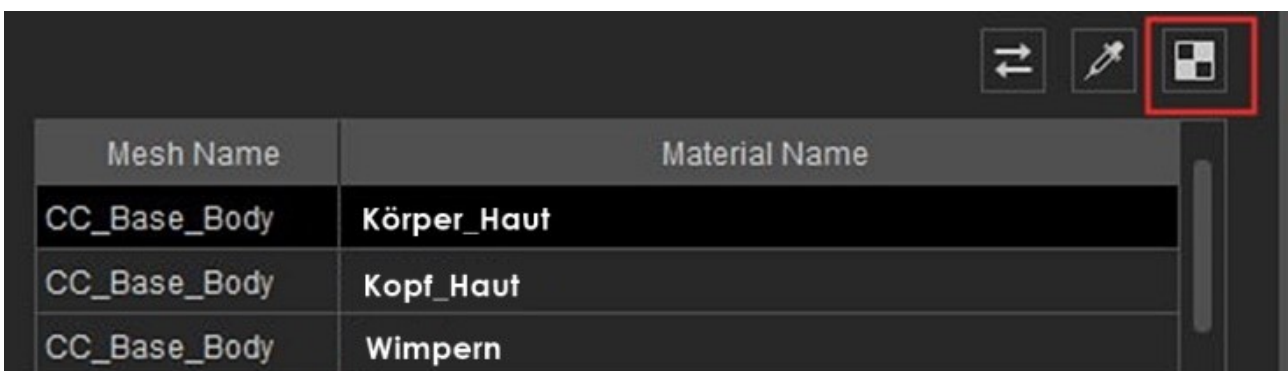 Mesh Name Material Name
CC_Base_Body Körper_Haut
CC_Base_Body Kopf_Haut
CC_Base_Body Wimpern